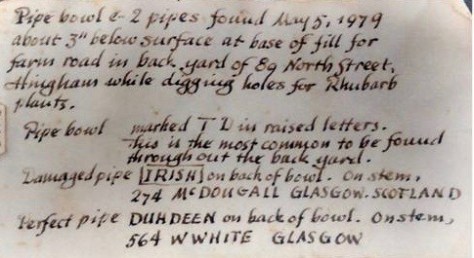 Pipe bowl & 2 pipes found May 5, 1979
about 3" below surface at base of fill for
farm road in back yard of 89 North Street,
Hingham while digging holes for Rhubarb
plants.
Pipe bowl marked T D in raised letters.
This is the most common to be found
throughout the back yard.
Damaged pipe IRISH on back of bowl. On stem,
274 McDOUGALL GLASGOW. SCOTLAND
Perfect pipe DUHDEEN on back of bowl. On stem,
564 W WHITE GLASGOW